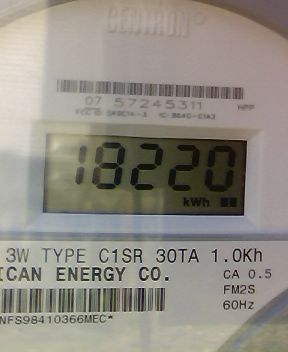 CENTRON®
07 57245311 HPP
18220
kWh
3W TYPE C1SR 30TA 1.0Kh
ICAN ENERGY CO.
CA 0.5
FM2S
60Hz
NFS98410366MEC*